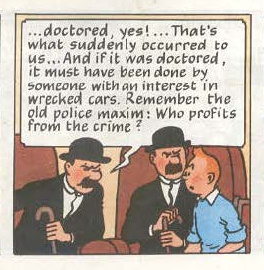 ...doctored, yes!...That's
what suddenly occurred to
us...And if it was doctored,
it must have been done by
someone with an interest in
wrecked cars. Remember the
old police maxim: Who profits
from the crime?